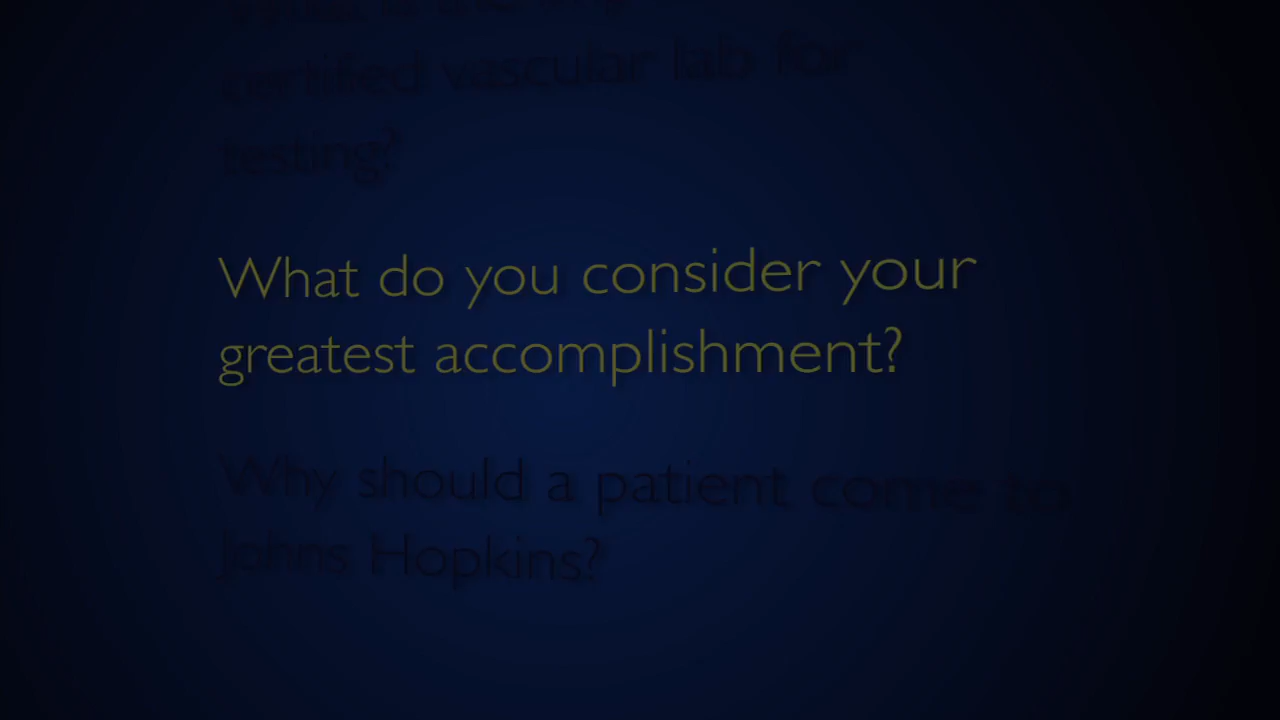 certified vascular lab for
testing?
What do you consider your
greatest accomplishment?
Why should a patient come to
Johns Hopkins?